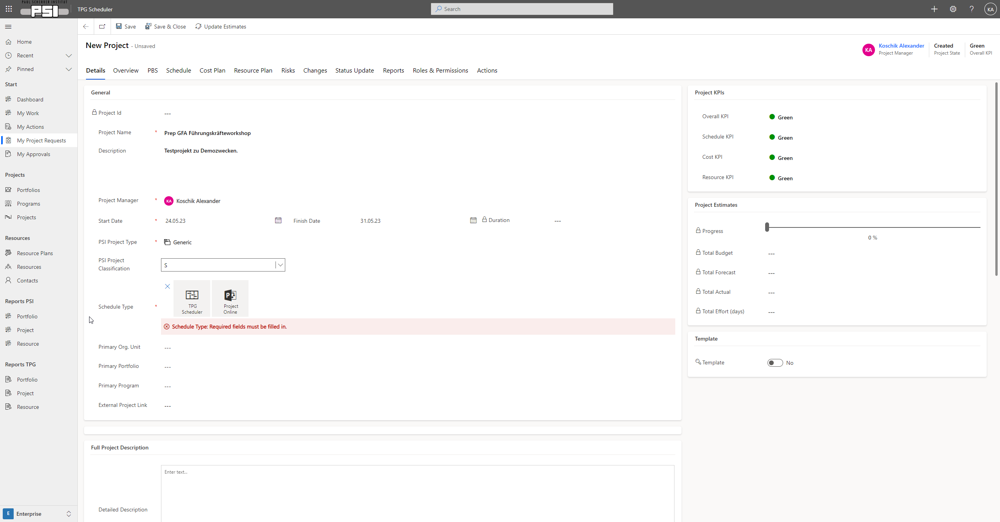 PAUL SCHERRER INSTITUT
PSI
TPG Scheduler
Search
KA
Save
Save & Close
Update Estimates
Home
Recent
Pinned
Start
Dashboard
My Work
My Actions
My Project Requests
My Approvals
Projects
Portfolios
Programs
Projects
Resources
Resource Plans
Resources
Contacts
Reports PSI
Portfolio
Project
Resource
Reports TPG
Portfolio
Project
Resource
E Enterprise
New Project - Unsaved
KA
Koschik Alexander
Project Manager
Created
Project State
Green
Overall KPI
Details Overview PBS Schedule Cost Plan Resource Plan Risks Changes Status Update Reports Roles & Permissions Actions
General
Project Id ---
Project Name * Prep GFA Führungskräfteworkshop
Description Testprojekt zu Demozwecken.
Project Manager * KA Koschik Alexander
Start Date * 24.05.23 Finish Date 31.05.23 Duration ---
PSI Project Type * Generic
PSI Project
Classification
S
Schedule Type *
TPG
Scheduler
P
Project
Online
Schedule Type: Required fields must be filled in.
Primary Org. Unit ---
Primary Portfolio ---
Primary Program ---
External Project Link ---
Full Project Description
Detailed Description
Enter text...
Project KPIs
Overall KPI Green
Schedule KPI Green
Cost KPI Green
Resource KPI Green
Project Estimates
Progress
0 %
Total Budget ---
Total Forecast ---
Total Actual ---
Total Effort (days) ---
Template
Template No